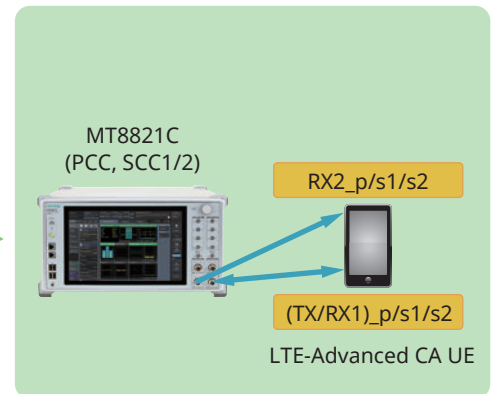 MT8821C
(PCC, SCC1/2)
RX2_p/s1/s2
(TX/RX1)_p/s1/s2
LTE-Advanced CA UE